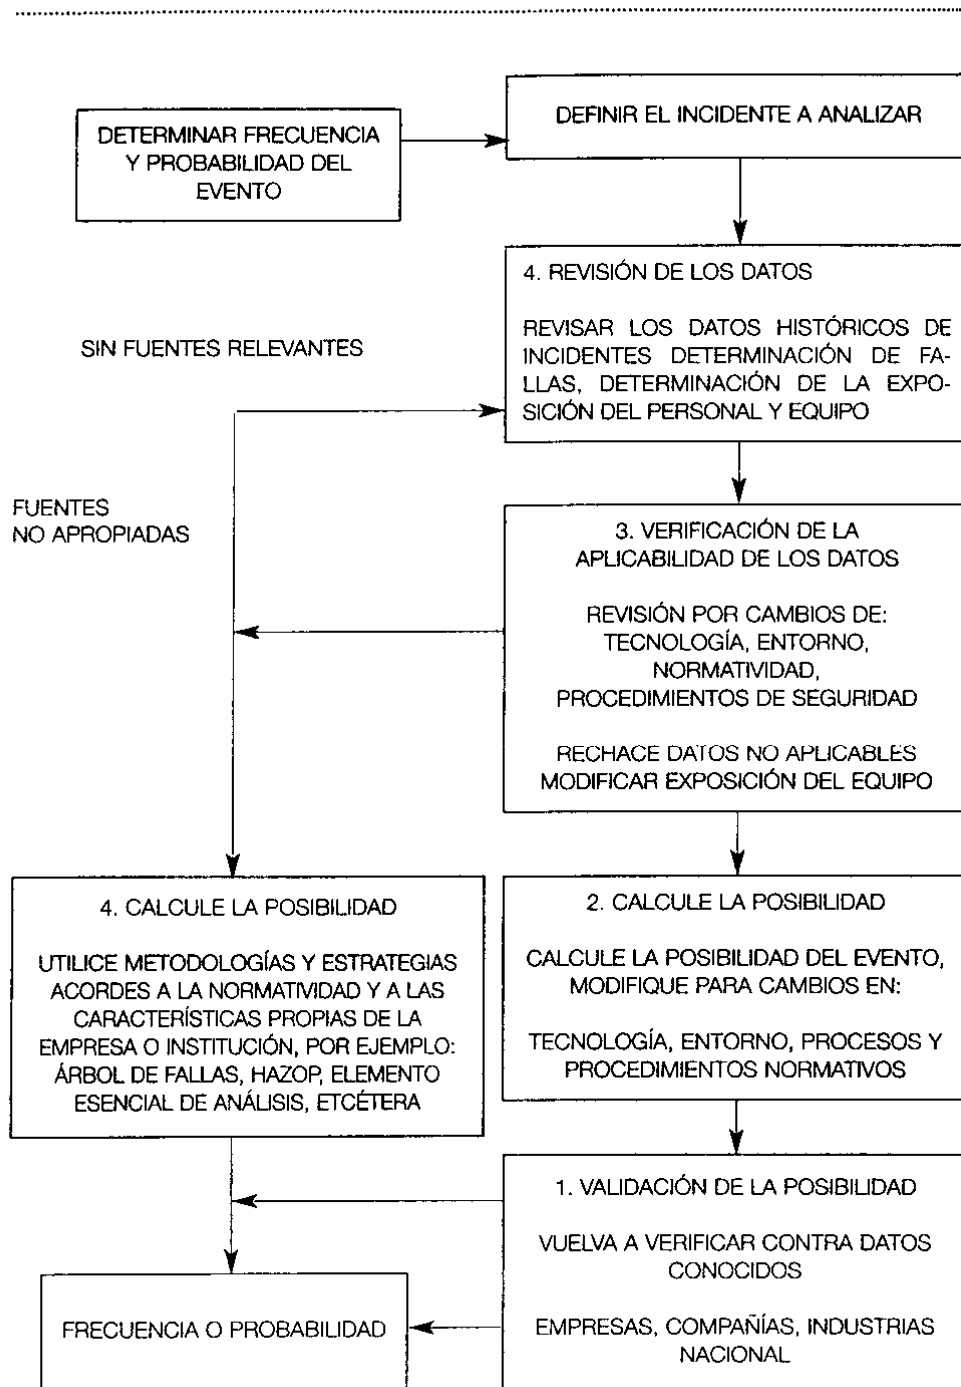 DETERMINAR FRECUENCIA
Y PROBABILIDAD DEL
EVENTO
DEFINIR EL INCIDENTE A ANALIZAR
4. REVISIÓN DE LOS DATOS
REVISAR LOS DATOS HISTÓRICOS DE
INCIDENTES DETERMINACIÓN DE FA-
LLAS, DETERMINACIÓN DE LA EXPO-
SICIÓN DEL PERSONAL Y EQUIPO
SIN FUENTES RELEVANTES
FUENTES
NO APROPIADAS
3. VERIFICACIÓN DE LA
APLICABILIDAD DE LOS DATOS
REVISIÓN POR CAMBIOS DE:
TECNOLOGÍA, ENTORNO,
NORMATIVIDAD,
PROCEDIMIENTOS DE SEGURIDAD
RECHACE DATOS NO APLICABLES
MODIFICAR EXPOSICIÓN DEL EQUIPO
4. CALCULE LA POSIBILIDAD
UTILICE METODOLOGÍAS Y ESTRATEGIAS
ACORDES A LA NORMATIVIDAD Y A LAS
CARACTERÍSTICAS PROPIAS DE LA
EMPRESA O INSTITUCIÓN, POR EJEMPLO:
ÁRBOL DE FALLAS, HAZOP, ELEMENTO
ESENCIAL DE ANÁLISIS, ETCÉTERA
2. CALCULE LA POSIBILIDAD
CALCULE LA POSIBILIDAD DEL EVENTO,
MODIFIQUE PARA CAMBIOS EN:
TECNOLOGÍA, ENTORNO, PROCESOS Y
PROCEDIMIENTOS NORMATIVOS
1. VALIDACIÓN DE LA POSIBILIDAD
VUELVA A VERIFICAR CONTRA DATOS
CONOCIDOS
EMPRESAS, COMPAÑÍAS, INDUSTRIAS
NACIONAL
FRECUENCIA O PROBABILIDAD